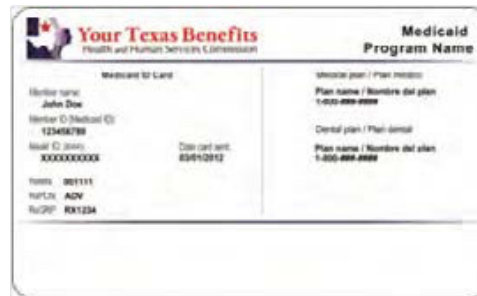 Your Texas Benefits
Health and Human Services Commission
Medicaid
Program Name
Medicaid ID Card
Member name:
John Doe
Member ID (Medicaid ID):
123456789
Issuer ID:
XXXXXXXXXX
Date card sent:
03/01/2012
RxBIN: 001111
RxPCN: ADV
RxGRP: RX1234
Medical plan / Plan médico
Plan name / Nombre del plan
1-800-###-####
Dental plan / Plan dental
Plan name / Nombre del plan
1-800-###-####